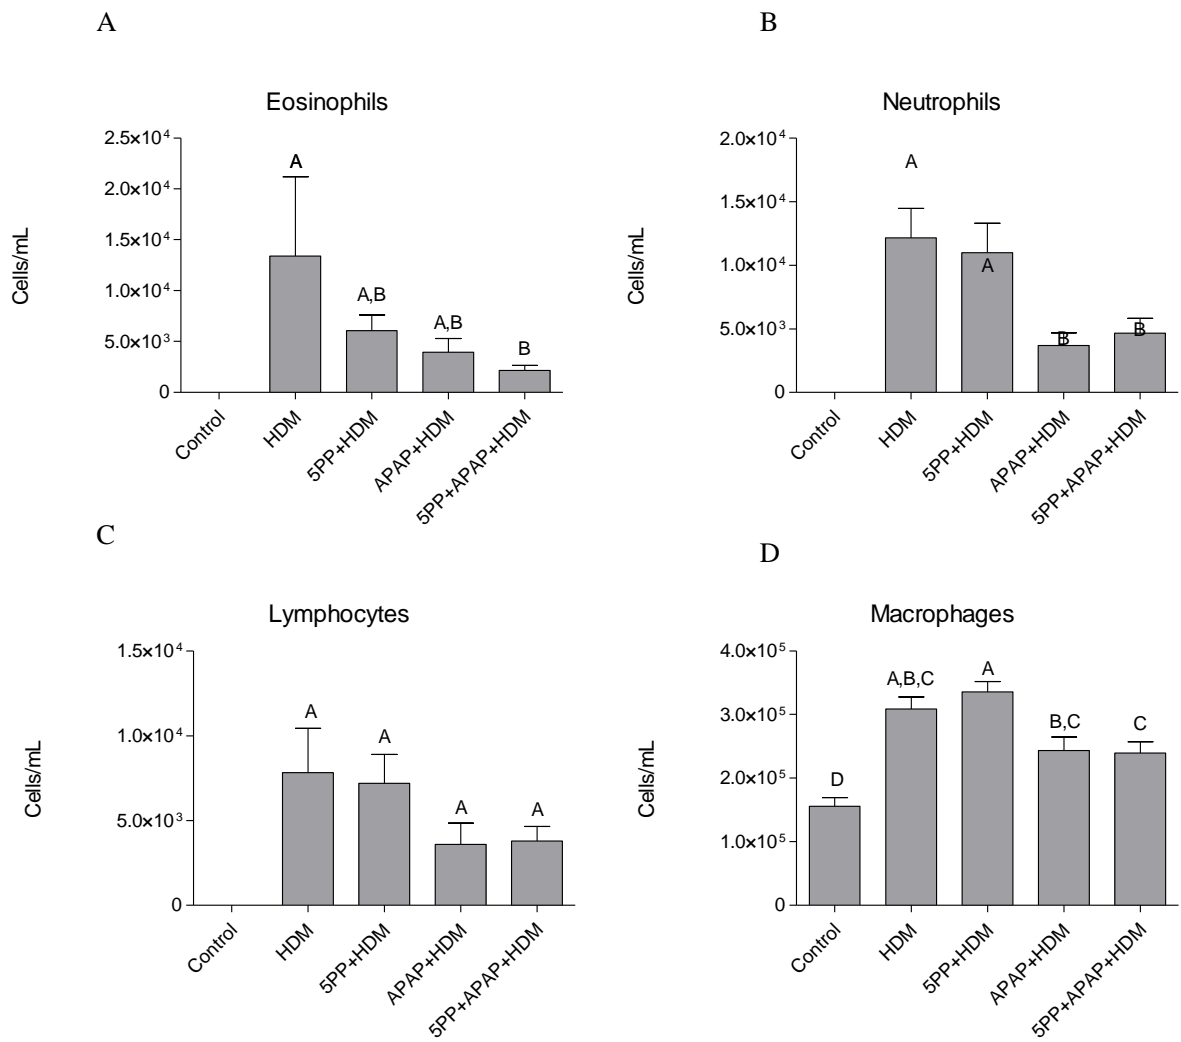 A
Eosinophils
Cells/mL
2.5×10⁴
2.0×10⁴
1.5×10⁴
1.0×10⁴
5.0×10³
0
A
A,B
A,B
B
Control
HDM
5PP+HDM
APAP+HDM
5PP+APAP+HDM
B
Neutrophils
Cells/mL
2.0×10⁴
1.5×10⁴
1.0×10⁴
5.0×10³
0
A
A
B
B
Control
HDM
5PP+HDM
APAP+HDM
5PP+APAP+HDM
C
Lymphocytes
Cells/mL
1.5×10⁴
1.0×10⁴
5.0×10³
0
A
A
A
A
Control
HDM
5PP+HDM
APAP+HDM
5PP+APAP+HDM
D
Macrophages
Cells/mL
4.0×10⁵
3.0×10⁵
2.0×10⁵
1.0×10⁵
0
D
A,B,C
A
B,C
C
Control
HDM
5PP+HDM
APAP+HDM
5PP+APAP+HDM